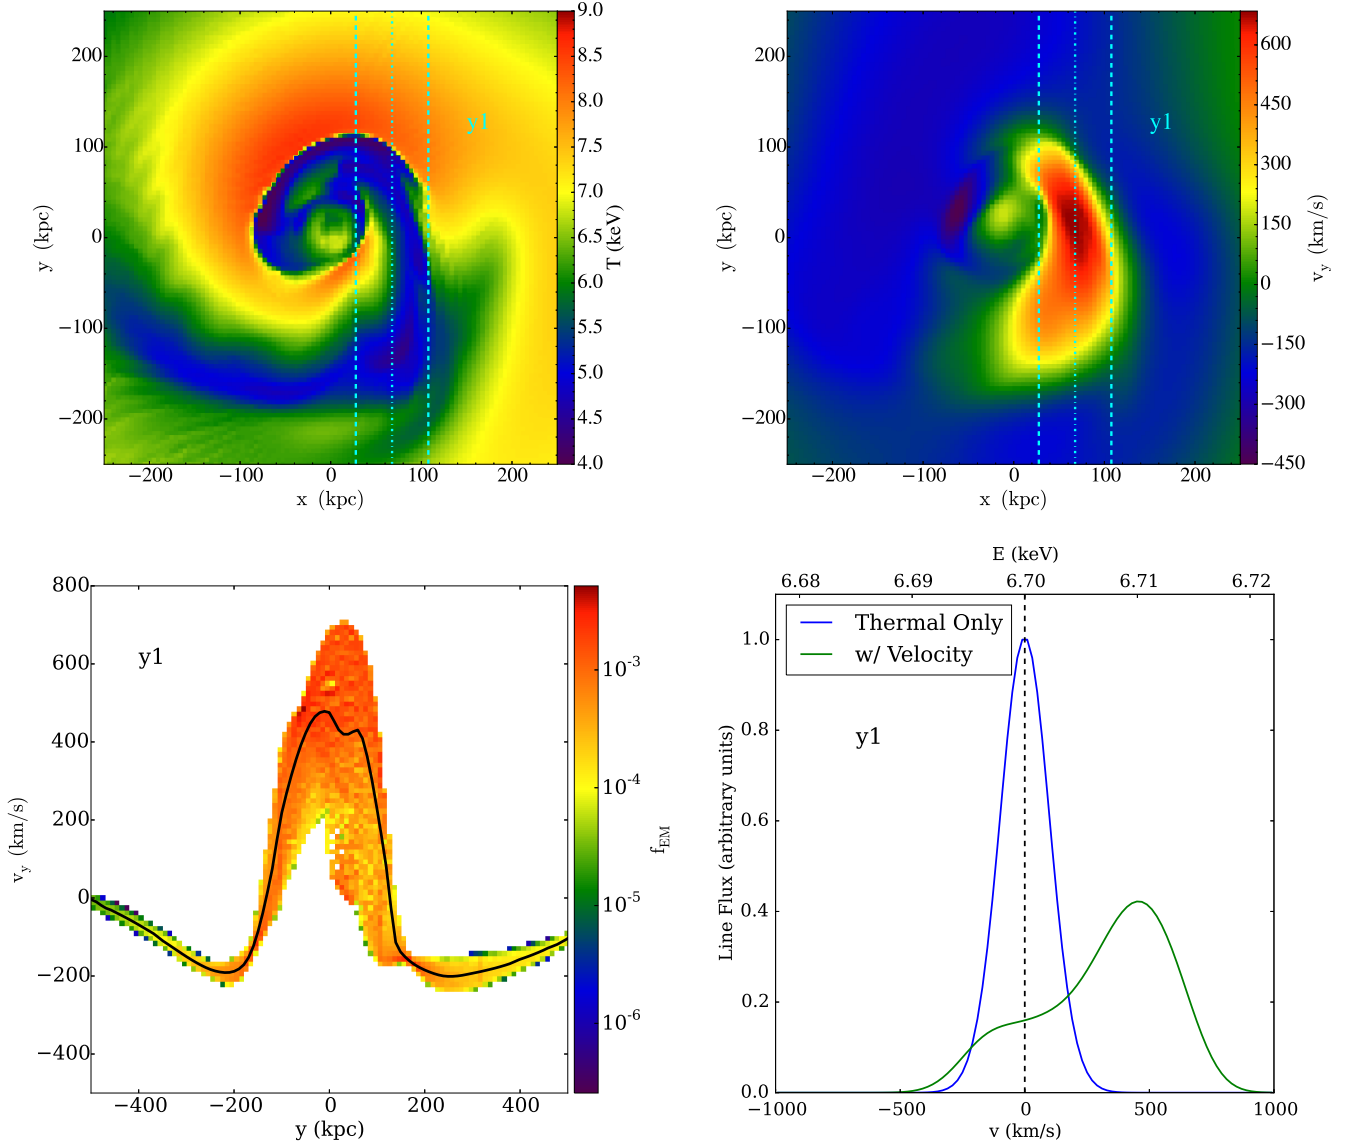 200
100
0
−100
−200
y (kpc)
−200 −100 0 100 200
x (kpc)
y1
9.0
8.5
8.0
7.5
7.0
6.5
6.0
5.5
5.0
4.5
4.0
T (keV)
200
100
0
−100
−200
y (kpc)
−200 −100 0 100 200
x (kpc)
y1
600
450
300
150
0
−150
−300
−450
v_y (km/s)
800
600
400
200
0
−200
−400
v_y (km/s)
y1
−400 −200 0 200 400
y (kpc)
10^-3
10^-4
10^-5
10^-6
f_EM
E (keV)
6.68 6.69 6.70 6.71 6.72
Thermal Only
w/ Velocity
y1
1.0
0.8
0.6
0.4
0.2
0.0
Line Flux (arbitrary units)
−1000 −500 0 500 1000
v (km/s)